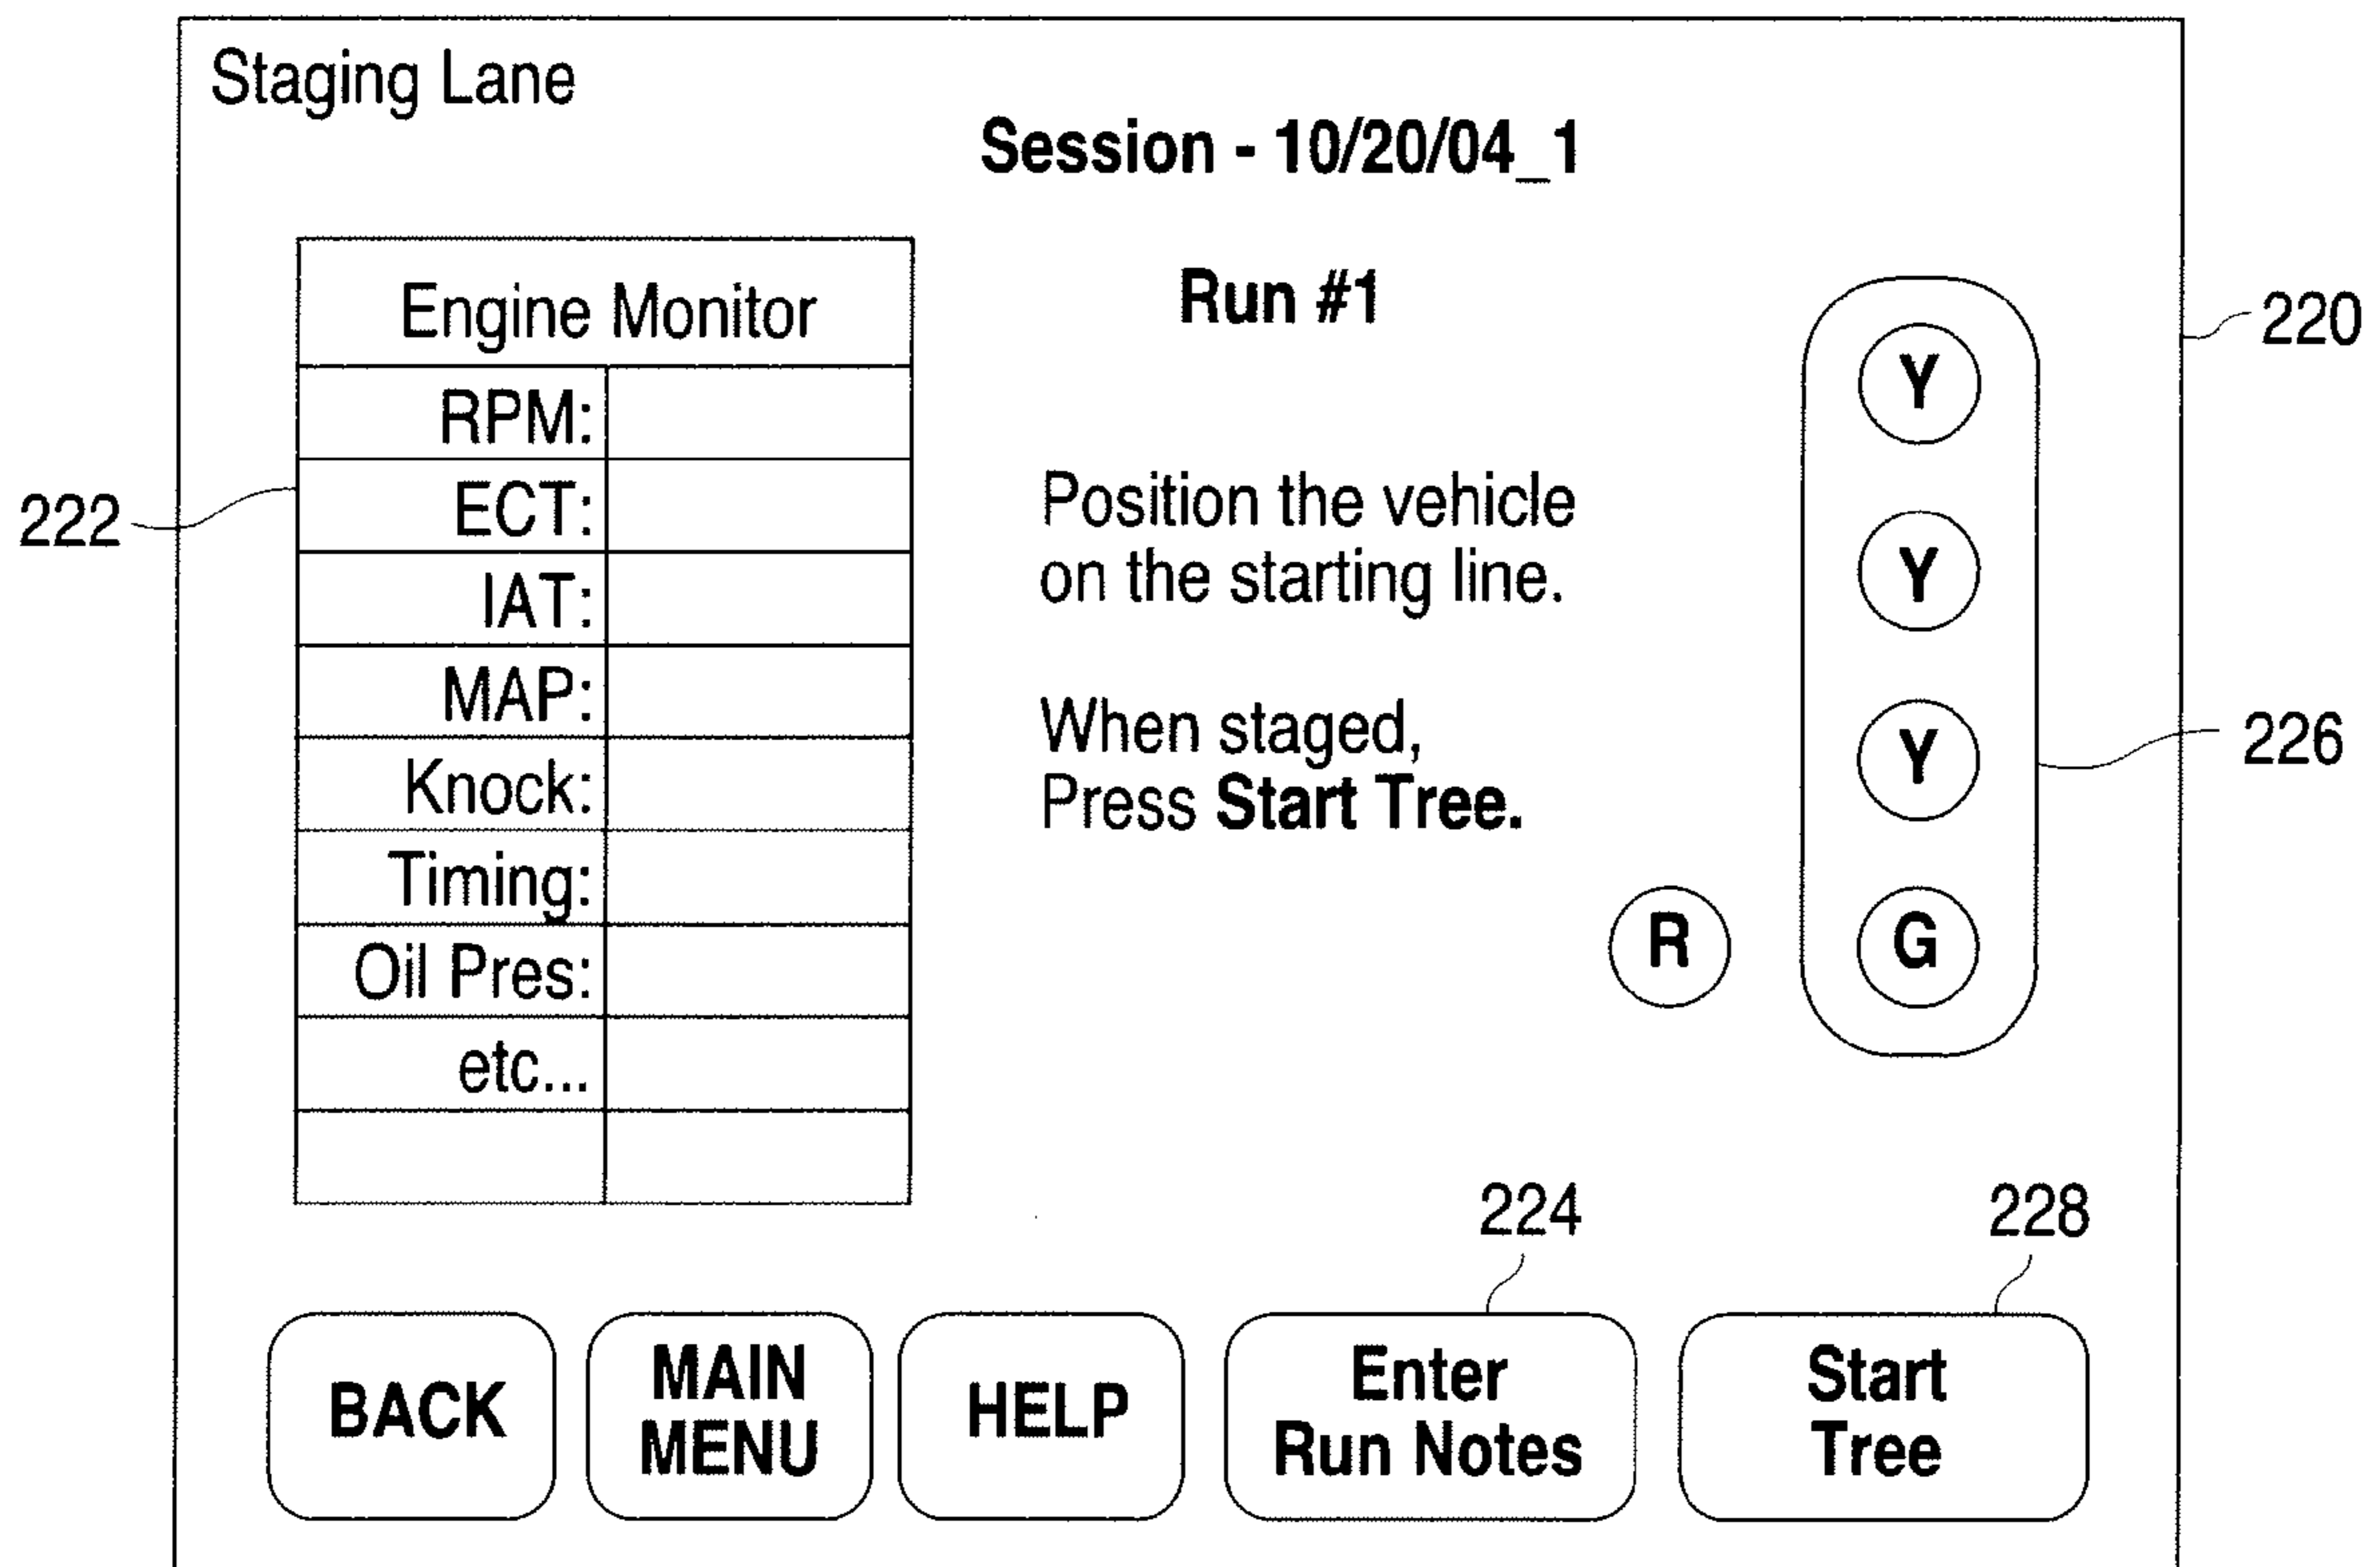 Staging Lane
Session - 10/20/04_1
Engine Monitor
RPM:
ECT:
IAT:
MAP:
Knock:
Timing:
Oil Pres:
etc...
222
Run #1
Position the vehicle
on the starting line.
When staged,
Press Start Tree.
R
Y
Y
Y
G
220
226
224
228
BACK
MAIN
MENU
HELP
Enter
Run Notes
Start
Tree